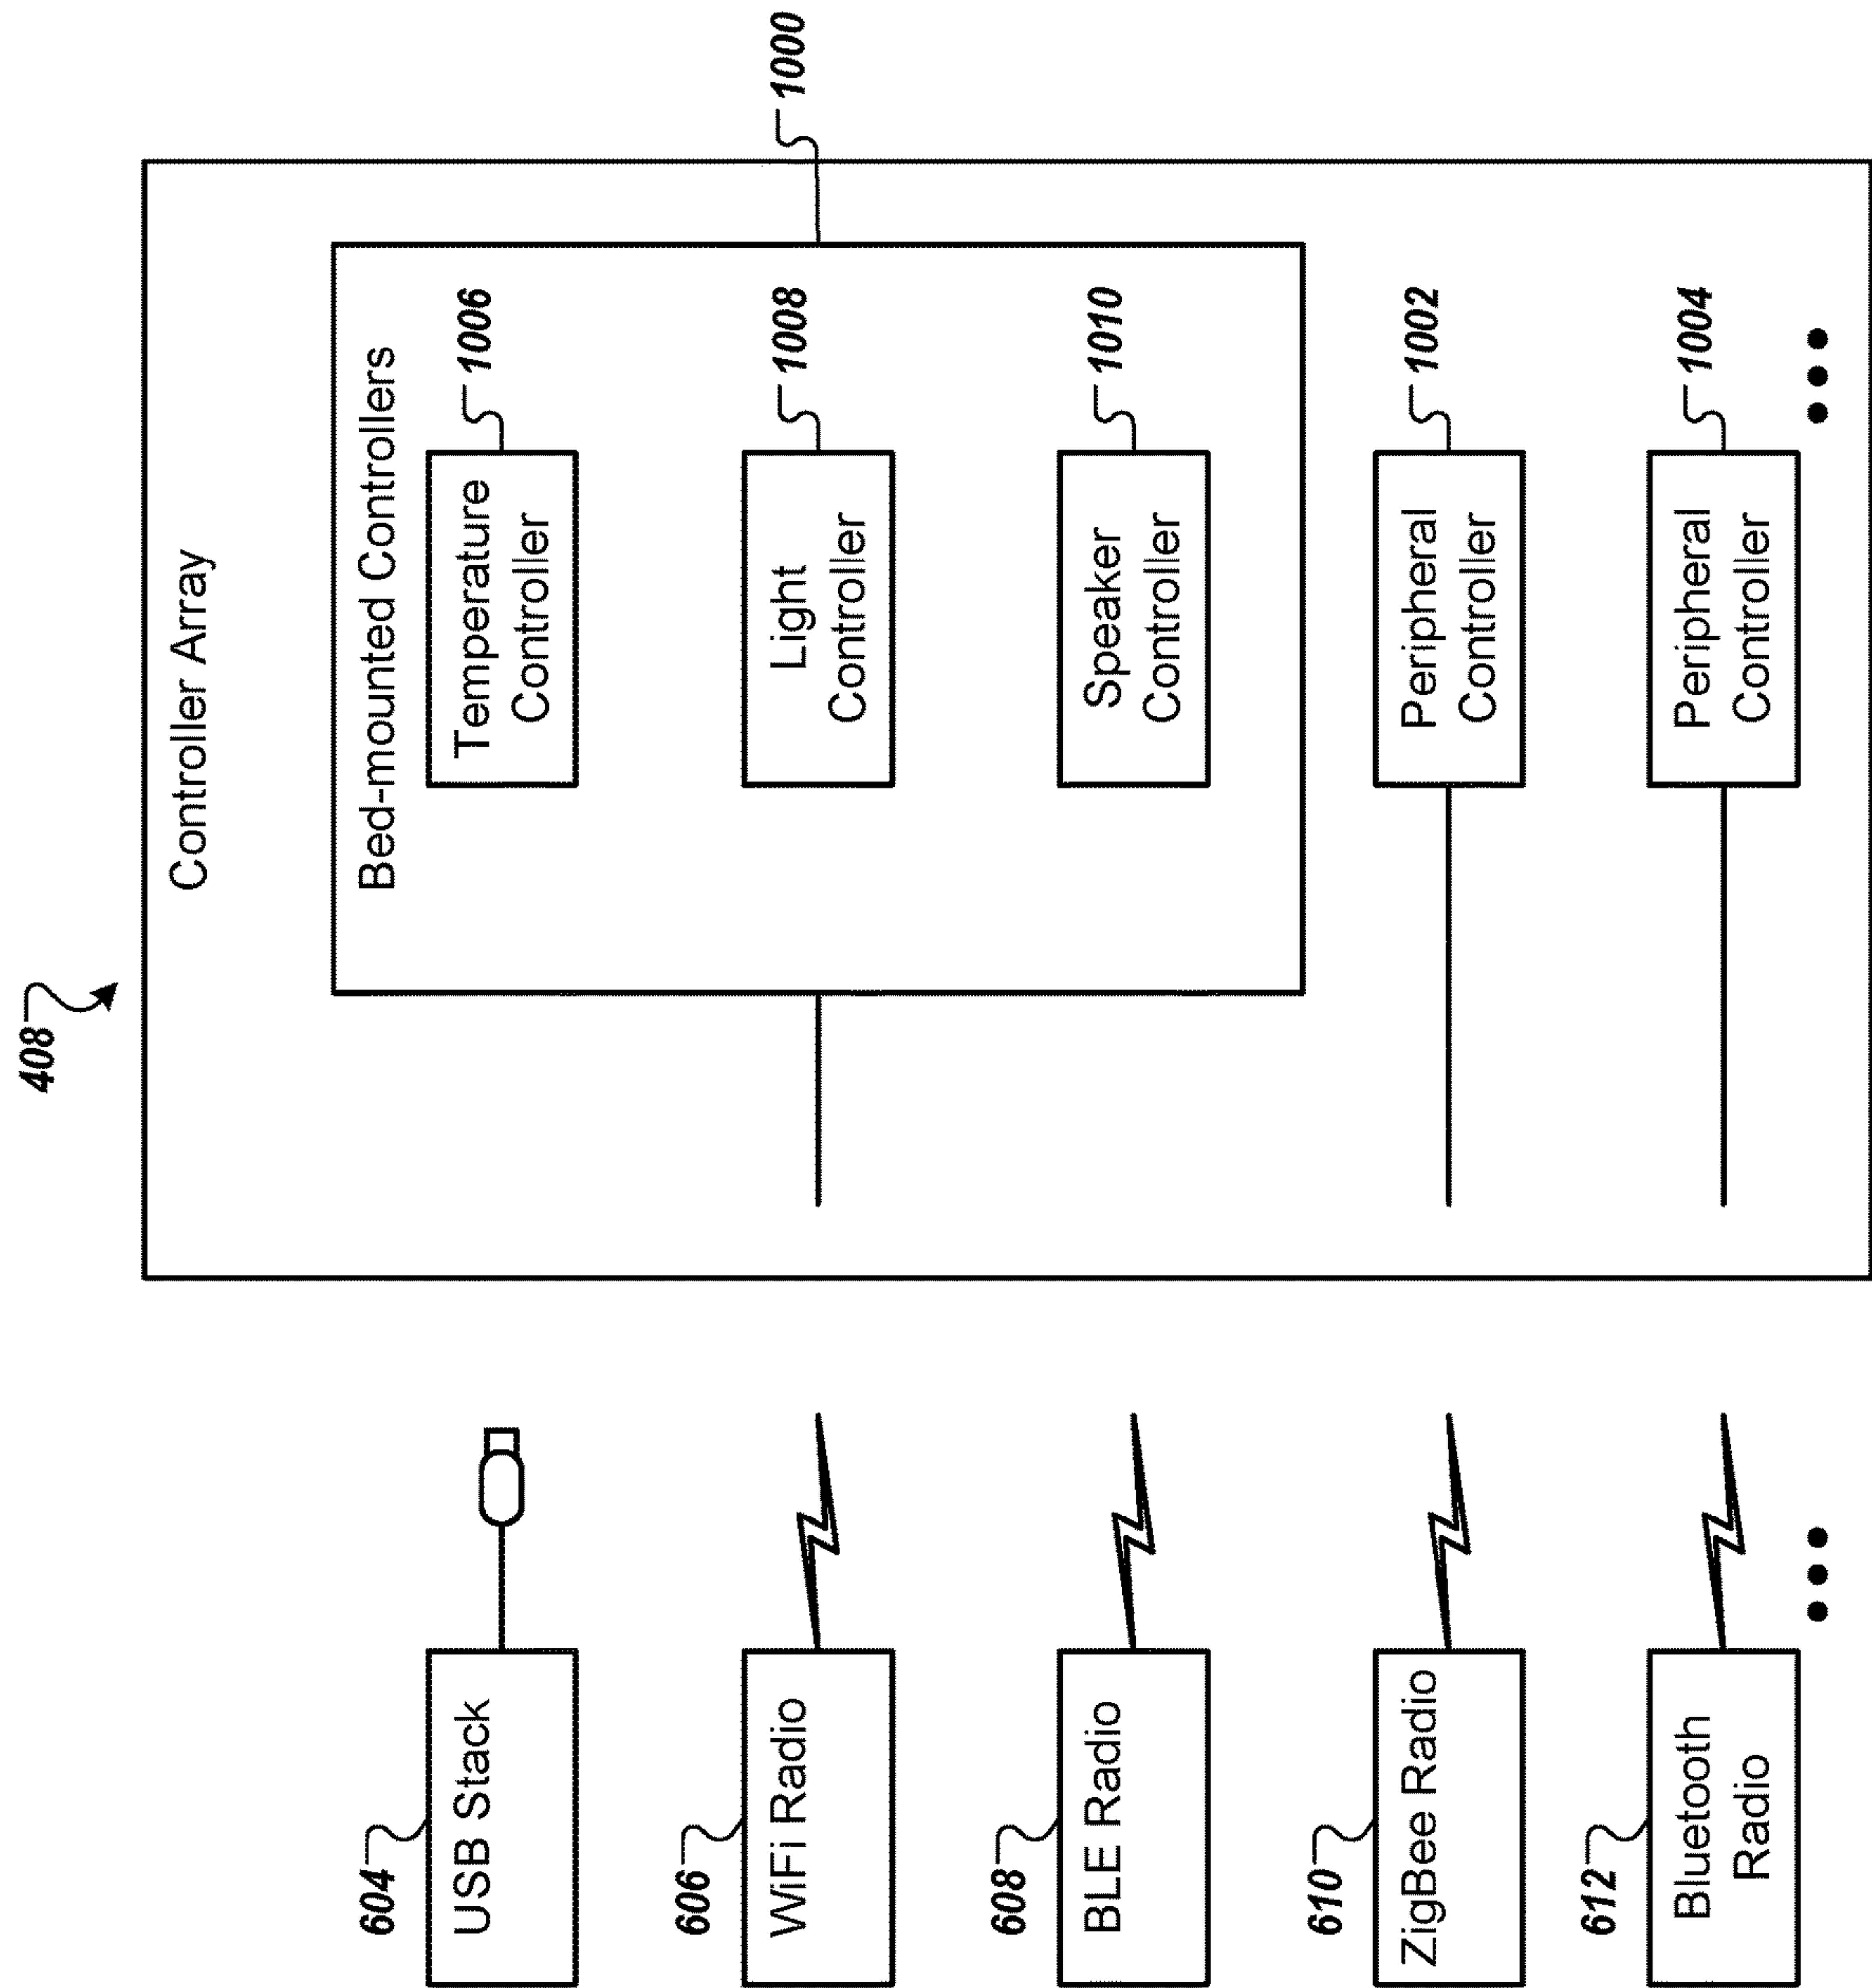 408
Controller Array
Bed-mounted Controllers
1000
Temperature
Controller
1006
Light
Controller
1008
Speaker
Controller
1010
Peripheral
Controller
1002
Peripheral
Controller
1004
604
USB Stack
606
WiFi Radio
608
BLE Radio
610
ZigBee Radio
612
Bluetooth
Radio